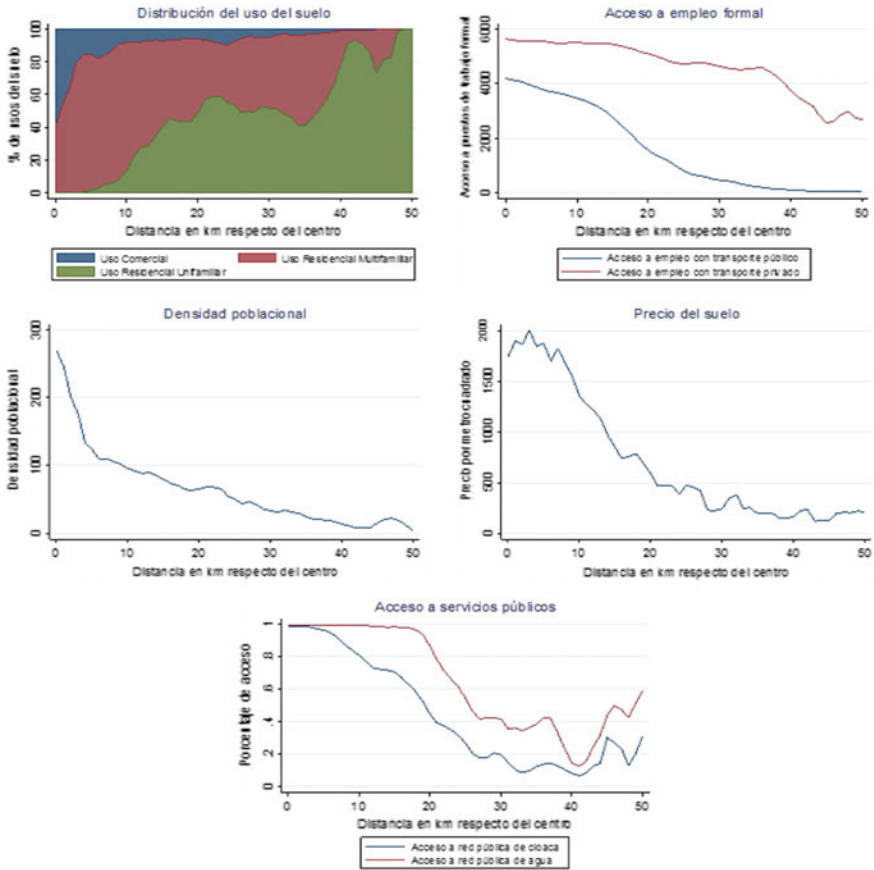 Distribución del uso del suelo
% de usos del suelo
100
80
60
40
20
0
0 10 20 30 40 50
Distancia en km respecto del centro
Uso Comercial
Uso Residencial Multifamiliar
Uso Residencial Unifamiliar
Acceso a empleo formal
Acceso a puestos de trabajo formal
6000
4000
2000
0
0 10 20 30 40 50
Distancia en km respecto del centro
Acceso a empleo con transporte público
Acceso a empleo con transporte privado
Densidad poblacional
Densidad poblacional
300
200
100
0
0 10 20 30 40 50
Distancia en km respecto del centro
Precio del suelo
Precio por metro cuadrado
2000
1500
1000
500
0
0 10 20 30 40 50
Distancia en km respecto del centro
Acceso a servicios públicos
Porcentaje de acceso
1
.8
.6
.4
.2
0
0 10 20 30 40 50
Distancia en km respecto del centro
Acceso a red pública de cloaca
Acceso a red pública de agua